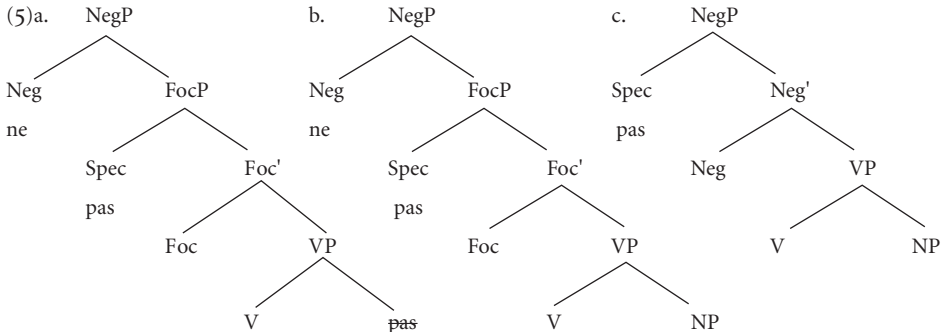 (5)a. NegP b. NegP c. NegP
Neg FocP Neg FocP Spec Neg'
ne ne pas
Spec Foc' Spec Foc' Neg VP
pas pas
Foc VP Foc VP V NP
V pas V NP